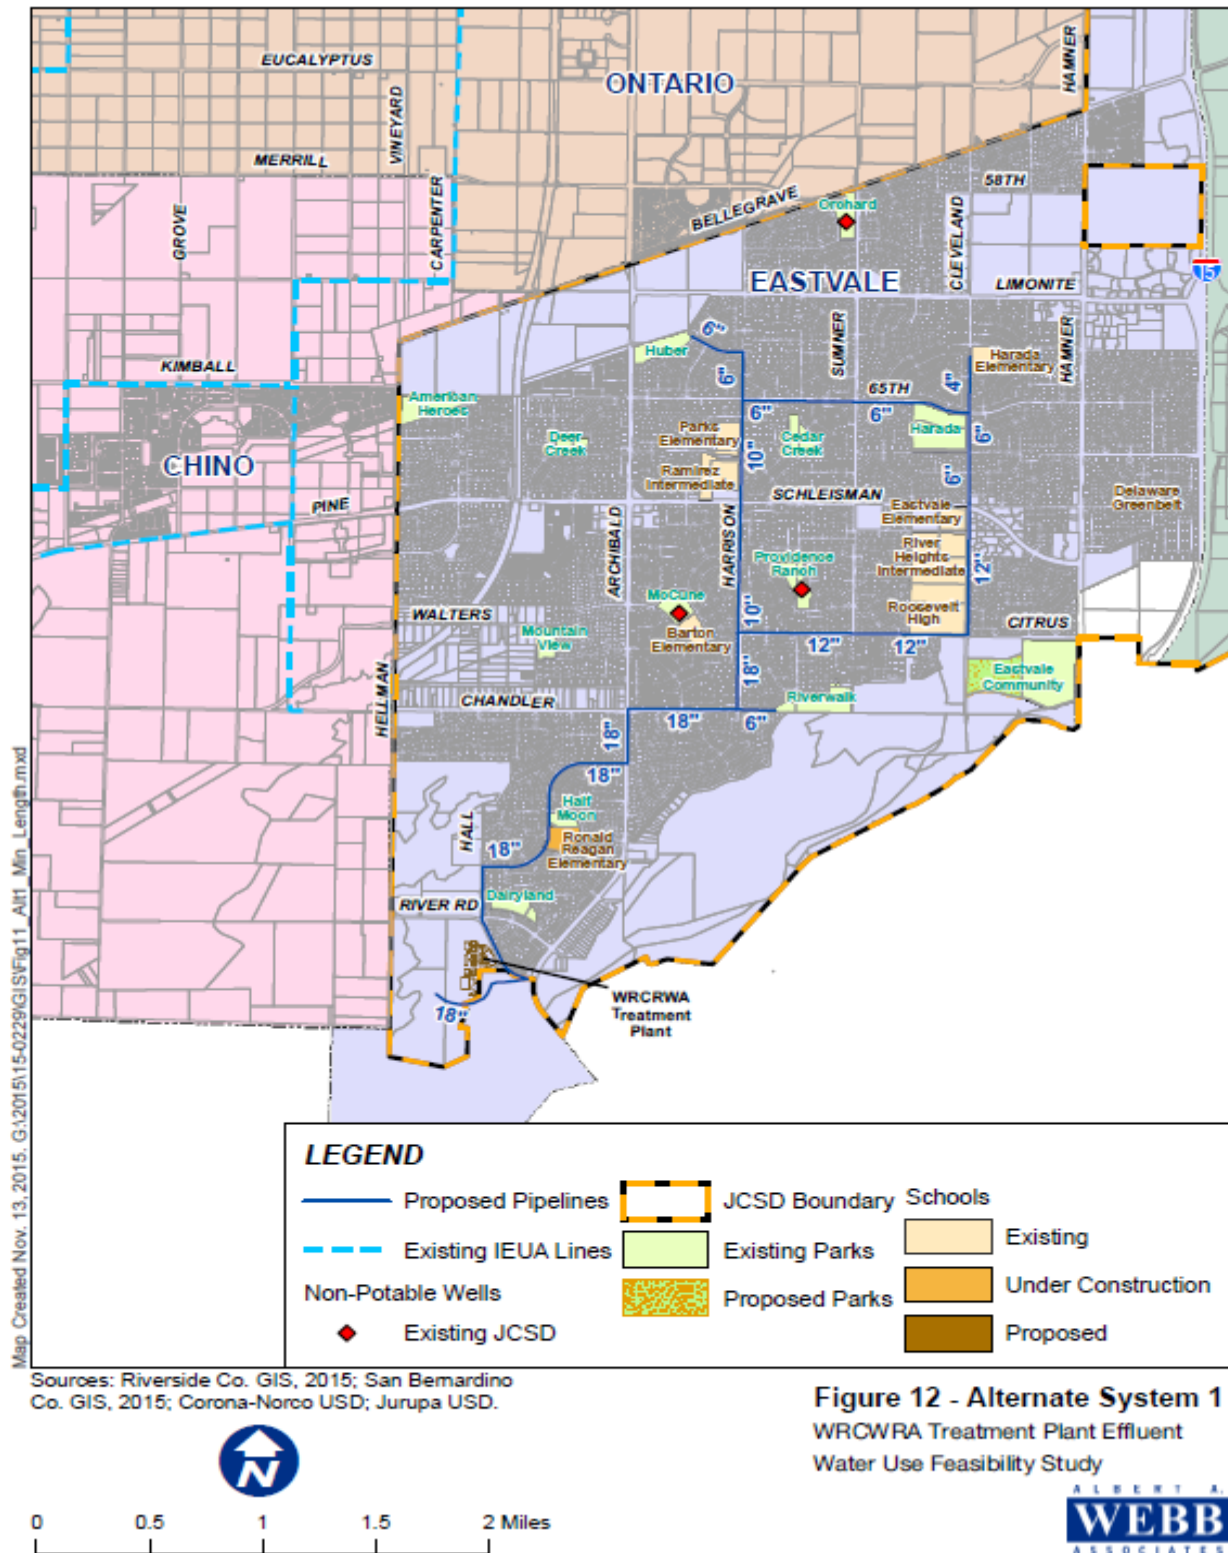 EUCALYPTUS
ONTARIO
HAMNER
VINEYARD
MERRILL
CARPENTER
GROVE
BELLEGRAVE
58TH
Orchard
CLEVELAND
EASTVALE
LIMONITE
15
KIMBALL
Huber
6"
6"
SUMNER
Harada
Elementary
HAMNER
65TH
4"
American
Heroes
6"
6"
Harada
6"
Parks
Elementary
Cedar
Creek
Deer
Creek
10"
CHINO
Ramirez
Intermediate
6"
SCHLEISMAN
Delaware
Greenbelt
PINE
Eastvale
Elementary
ARCHIBALD
HARRISON
River
Heights
Intermediate
Providence
Ranch
12"
McCune
Roosevelt
High
WALTERS
10"
CITRUS
Barton
Elementary
Mountain
View
12"
12"
18"
Eastvale
Community
HELLMAN
CHANDLER
Riverwalk
18"
6"
18"
18"
Half
Moon
HALL
Ronald
Reagan
Elementary
18"
Dairyland
RIVER RD
WRCRWA
Treatment
Plant
18"
LEGEND
Proposed Pipelines
Existing IEUA Lines
Non-Potable Wells
Existing JCSD
JCSD Boundary
Existing Parks
Proposed Parks
Schools
Existing
Under Construction
Proposed
Map Created Nov. 13, 2015. G:\2015\15-0229\GIS\Fig11_Alt1_Min_Length.mxd
Sources: Riverside Co. GIS, 2015; San Bernardino
Co. GIS, 2015; Corona-Norco USD; Jurupa USD.
Figure 12 - Alternate System 1
WRCWRA Treatment Plant Effluent
Water Use Feasibility Study
N
0 0.5 1 1.5 2 Miles
ALBERT A.
WEBB
ASSOCIATES